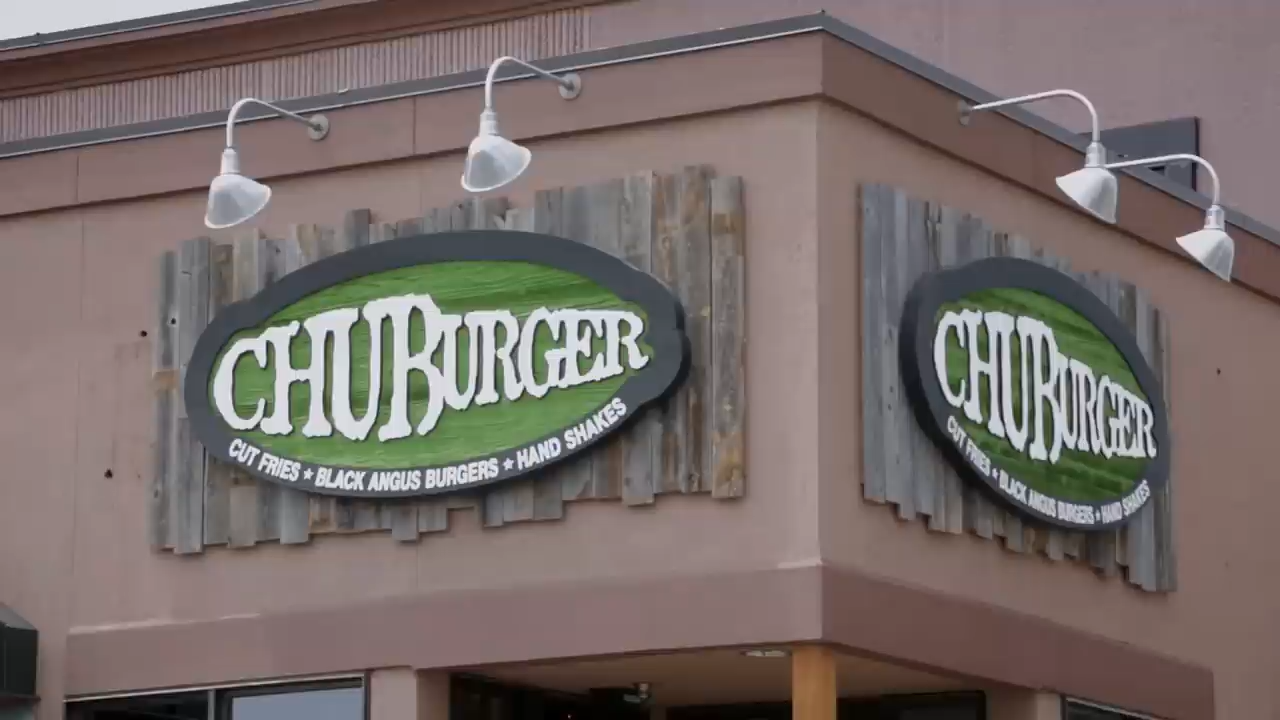 CHUBURGER
CUT FRIES ★ BLACK ANGUS BURGERS ★ HAND SHAKES
CHUBURGER
CUT FRIES ★ BLACK ANGUS BURGERS ★ HAND SHAKES